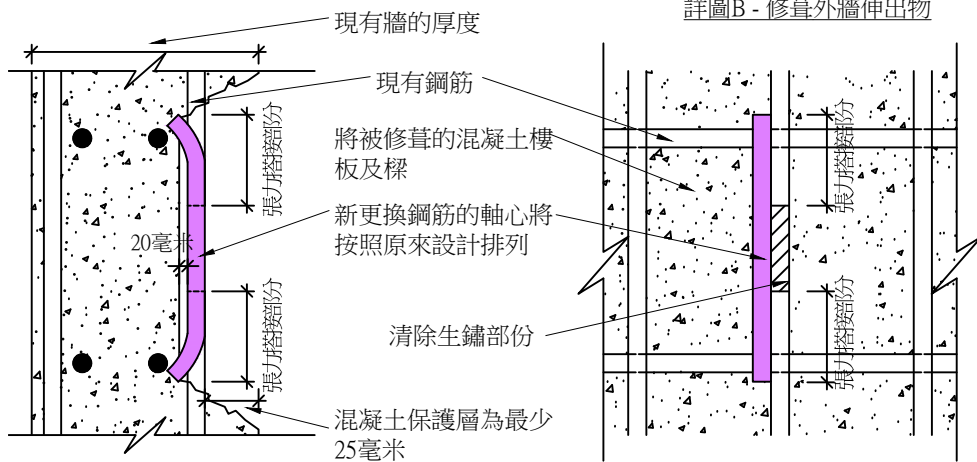 詳圖B - 修葺外牆伸出物
現有牆的厚度
現有鋼筋
將被修葺的混凝土樓
板及樑
新更換鋼筋的軸心將
按照原來設計排列
清除生鏽部份
混凝土保護層為最少
25毫米
20毫米
張力搭接部分
張力搭接部分
張力搭接部分
張力搭接部分